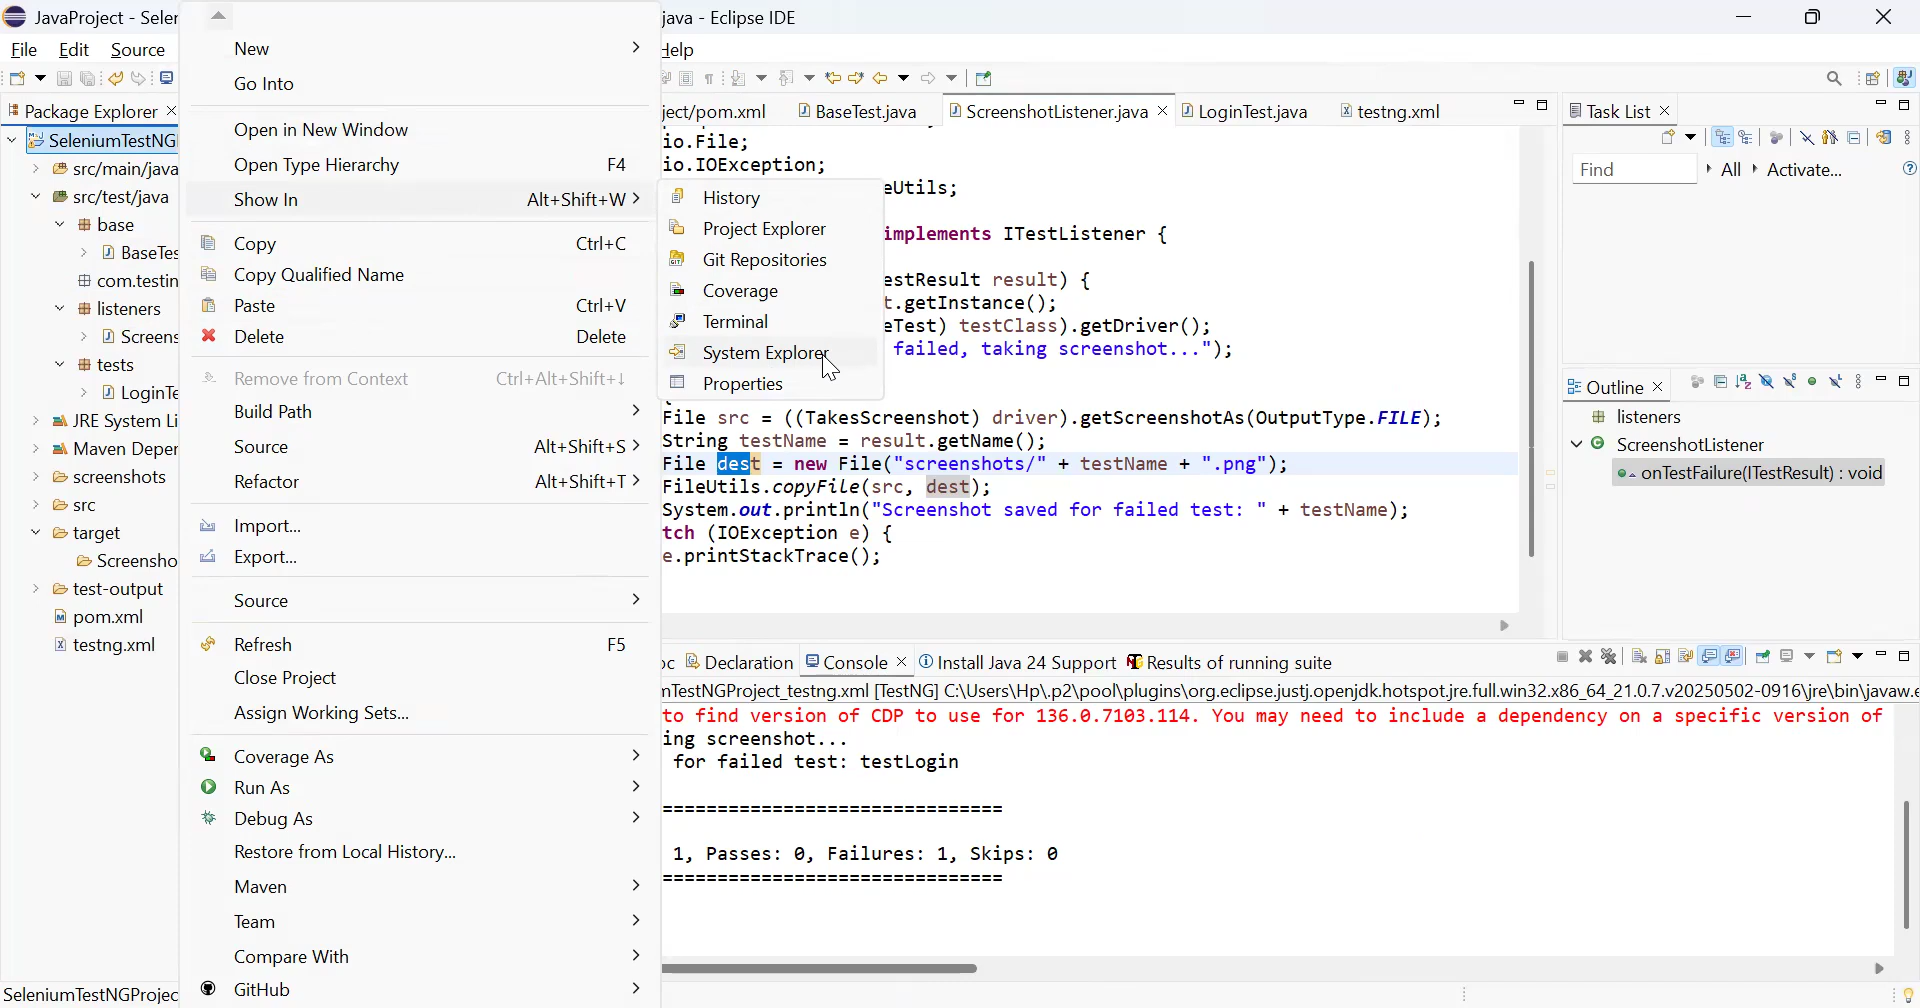 JavaProject - Sele
java - Eclipse IDE
File Edit Source
Help
Package Explorer
SeleniumTestNG
src/main/java
src/test/java
base
BaseTes
com.testin
listeners
Screens
tests
LoginTe
JRE System Li
Maven Deper
screenshots
src
target
Screensho
test-output
pom.xml
testng.xml
SeleniumTestNGProjec
New
Go Into
Open in New Window
Open Type Hierarchy F4
Show In Alt+Shift+W
Copy Ctrl+C
Copy Qualified Name
Paste Ctrl+V
Delete Delete
Remove from Context Ctrl+Alt+Shift+↓
Build Path
Source Alt+Shift+S
Refactor Alt+Shift+T
Import...
Export...
Source
Refresh F5
Close Project
Assign Working Sets...
Coverage As
Run As
Debug As
Restore from Local History...
Maven
Team
Compare With
GitHub
History
Project Explorer
Git Repositories
Coverage
Terminal
System Explorer
Properties
ject/pom.xml BaseTest.java ScreenshotListener.java LoginTest.java testng.xml
io.File;
io.IOException;
eUtils;
implements ITestListener {
estResult result) {
t.getInstance();
eTest) testClass).getDriver();
failed, taking screenshot...");
File src = ((TakesScreenshot) driver).getScreenshotAs(OutputType.FILE);
String testName = result.getName();
File dest = new File("screenshots/" + testName + ".png");
FileUtils.copyFile(src, dest);
System.out.println("Screenshot saved for failed test: " + testName);
tch (IOException e) {
e.printStackTrace();
oc Declaration Console Install Java 24 Support Results of running suite
nTestNGProject_testng.xml [TestNG] C:\Users\Hp\.p2\pool\plugins\org.eclipse.justj.openjdk.hotspot.jre.full.win32.x86_64_21.0.7.v20250502-0916\jre\bin\javaw.e
to find version of CDP to use for 136.0.7103.114. You may need to include a dependency on a specific version of
ing screenshot...
for failed test: testLogin
===============================
1, Passes: 0, Failures: 1, Skips: 0
===============================
Task List
Find All Activate...
Outline
listeners
ScreenshotListener
onTestFailure(ITestResult) : void